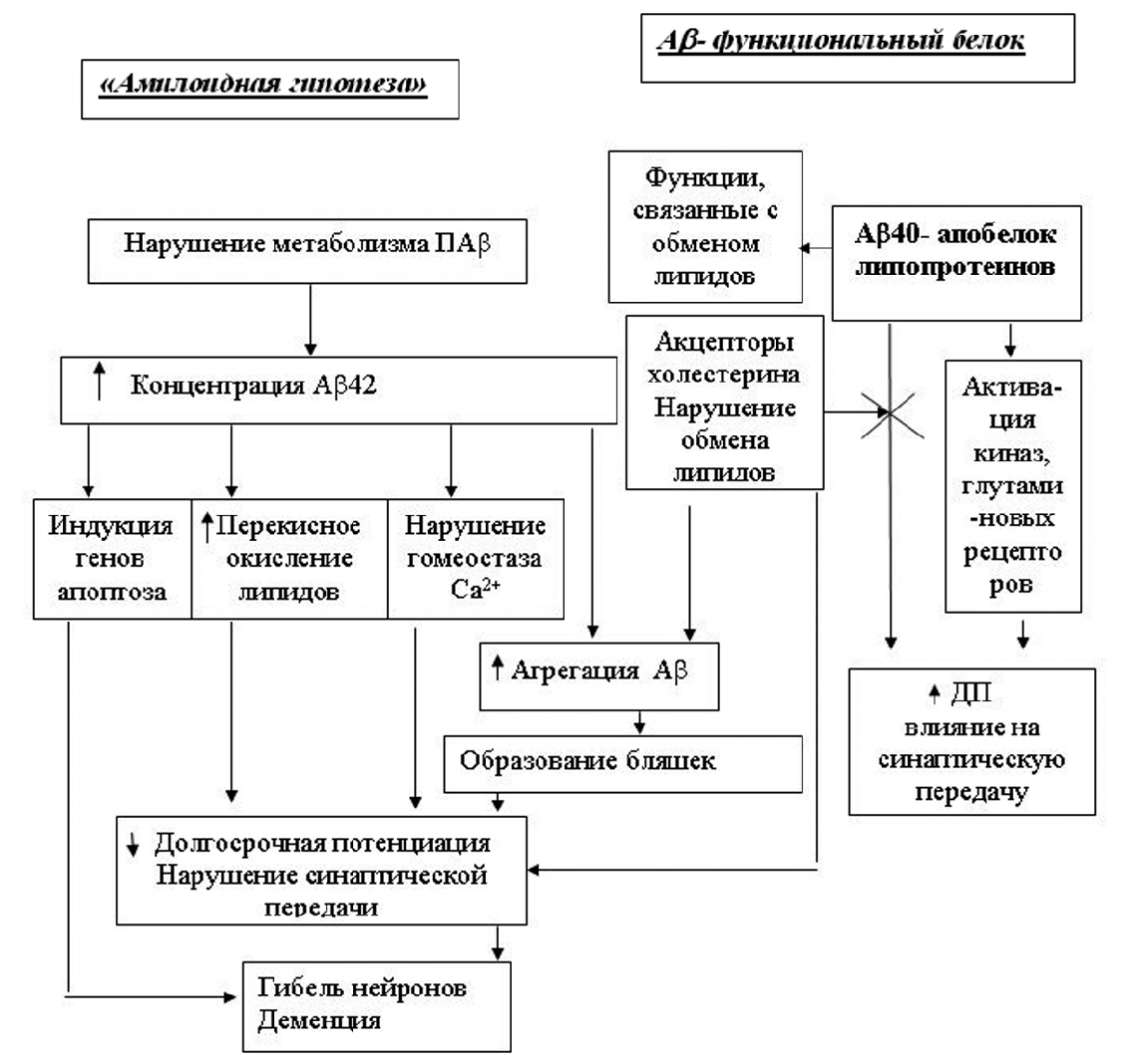 Аβ- функциональный белок
«Амилоидная гипотеза»
Функции,
связанные с
обменом
липидов
Аβ40- апобелок
липопротеинов
Нарушение метаболизма ПАβ
Акцепторы
холестерина
Нарушение
обмена
липидов
Актива-
ция
киназ,
глутами
-новых
рецепто
ров
↑ Концентрация Аβ42
Индукция
генов
апоптоза
↑Перекисное
окисление
липидов
Нарушение
гомеостаза
Ca²⁺
↑ Агрегация Аβ
↑ ДП
влияние на
синаптическую
передачу
Образование бляшек
↓ Долгосрочная потенциация
Нарушение синаптической
передачи
Гибель нейронов
Деменция